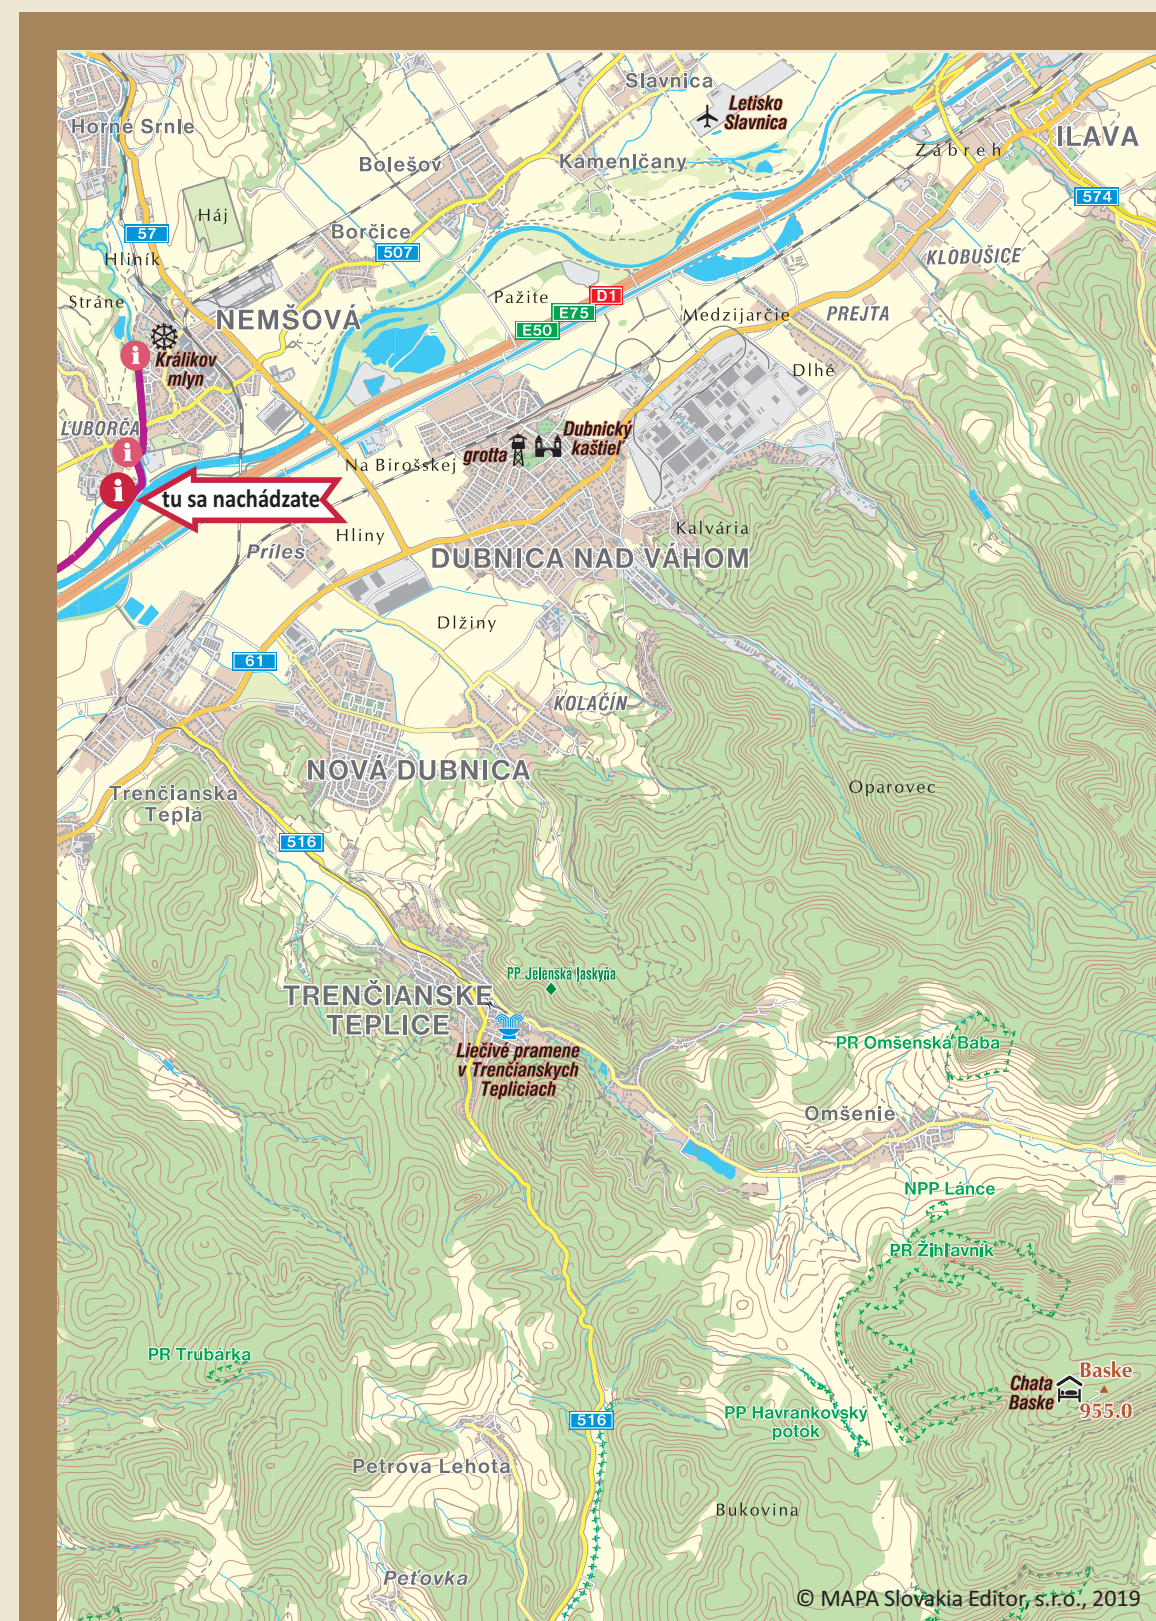 Slavnica
Letisko
Slavnica
Horné Srnle
ILAVA
Zábreh
Bolešov
Kameničany
574
Háj
57
Borčice
507
KLOBUŠICE
Hliník
Stráne
Pažite
D1
E75
E50
NEMŠOVÁ
Medzijarčie
PREJTA
Králikov
mlyn
Dlhé
ĽUBORČA
Dubnický
kaštieľ
grotta
Na Birošskej
tu sa nachádzate
Hliny
Kalvária
Príles
DUBNICA NAD VÁHOM
Dlžiny
61
KOLAČÍN
NOVÁ DUBNICA
Trenčianska
Teplá
Oparovec
516
PP Jelenská jaskyňa
TRENČIANSKE
TEPLICE
Liečivé pramene
v Trenčianskych
Tepliciach
PR Omšenská Baba
Omšenie
NPP Lánce
PR Žihľavník
PR Trubárka
Chata
Baske
Baske
955.0
PP Havrankovský
potok
516
Petrova Lehota
Bukovina
Peťovka
© MAPA Slovakia Editor, s.r.o., 2019